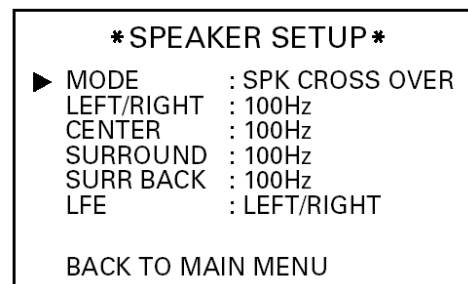 *SPEAKER SETUP*
▶ MODE : SPK CROSS OVER
LEFT/RIGHT : 100Hz
CENTER : 100Hz
SURROUND : 100Hz
SURR BACK : 100Hz
LFE : LEFT/RIGHT
BACK TO MAIN MENU